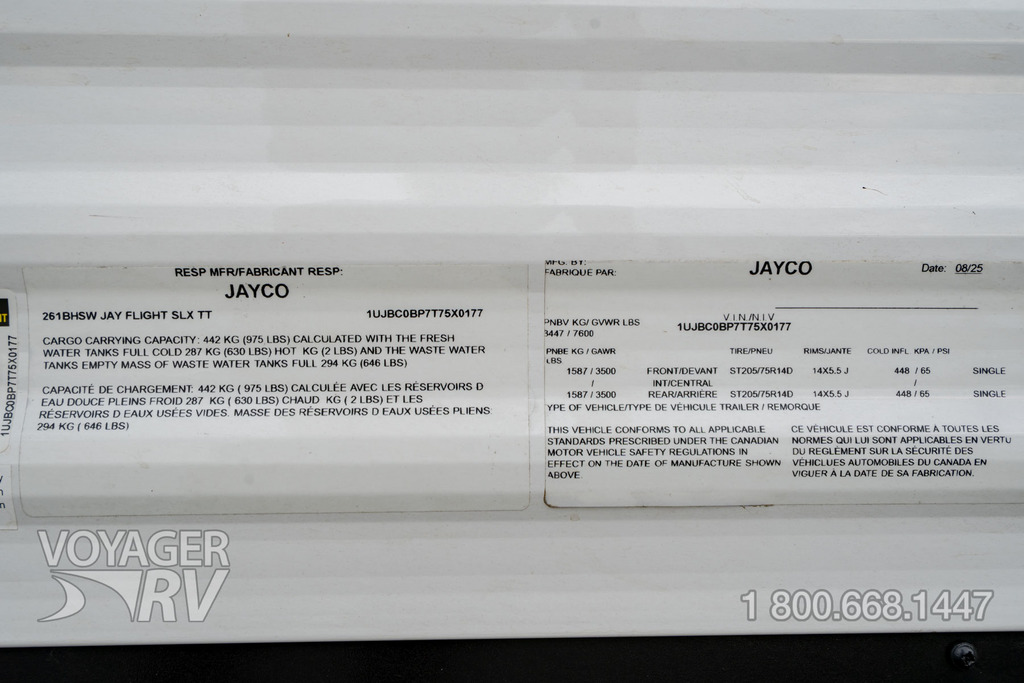 RESP MFR/FABRICANT RESP:
JAYCO
261BHSW JAY FLIGHT SLX TT 1UJBC0BP7T75X0177
CARGO CARRYING CAPACITY: 442 KG (975 LBS) CALCULATED WITH THE FRESH
WATER TANKS FULL COLD 287 KG (630 LBS) HOT KG (2 LBS) AND THE WASTE WATER
TANKS EMPTY MASS OF WASTE WATER TANKS FULL 294 KG (646 LBS)
CAPACITÉ DE CHARGEMENT: 442 KG ( 975 LBS) CALCULÉE AVEC LES RÉSERVOIRS D
EAU DOUCE PLEINS FROID 287 KG ( 630 LBS) CHAUD KG ( 2 LBS) ET LES
RÉSERVOIRS D EAUX USÉES VIDES. MASSE DES RÉSERVOIRS D EAUX USÉES PLIENS:
294 KG ( 646 LBS)
1UJBC0BP7T75X0177
MFG. BY:
FABRIQUE PAR:
JAYCO
Date: 08/25
V.I.N./N.I.V
PNBV KG/ GVWR LBS
1UJBC0BP7T75X0177
3447 / 7600
PNBE KG / GAWR TIRE/PNEU RIMS/JANTE COLD INFL. KPA / PSI
LBS
1587 / 3500 FRONT/DEVANT ST205/75R14D 14X5.5 J 448 / 65 SINGLE
/ INT/CENTRAL /
1587 / 3500 REAR/ARRIÈRE ST205/75R14D 14X5.5 J 448 / 65 SINGLE
YPE OF VEHICLE/TYPE DE VÉHICULE TRAILER / REMORQUE
THIS VEHICLE CONFORMS TO ALL APPLICABLE
STANDARDS PRESCRIBED UNDER THE CANADIAN
MOTOR VEHICLE SAFETY REGULATIONS IN
EFFECT ON THE DATE OF MANUFACTURE SHOWN
ABOVE.
CE VÉHICULE EST CONFORME À TOUTES LES
NORMES QUI LUI SONT APPLICABLES EN VERTU
DU REGLÉMENT SUR LA SÉCURITÉ DES
VÉHICLUES AUTOMOBILES DU CANADA EN
VIGUER À LA DATE DE SA FABRICATION.
VOYAGER
RV
1 800.668.1447